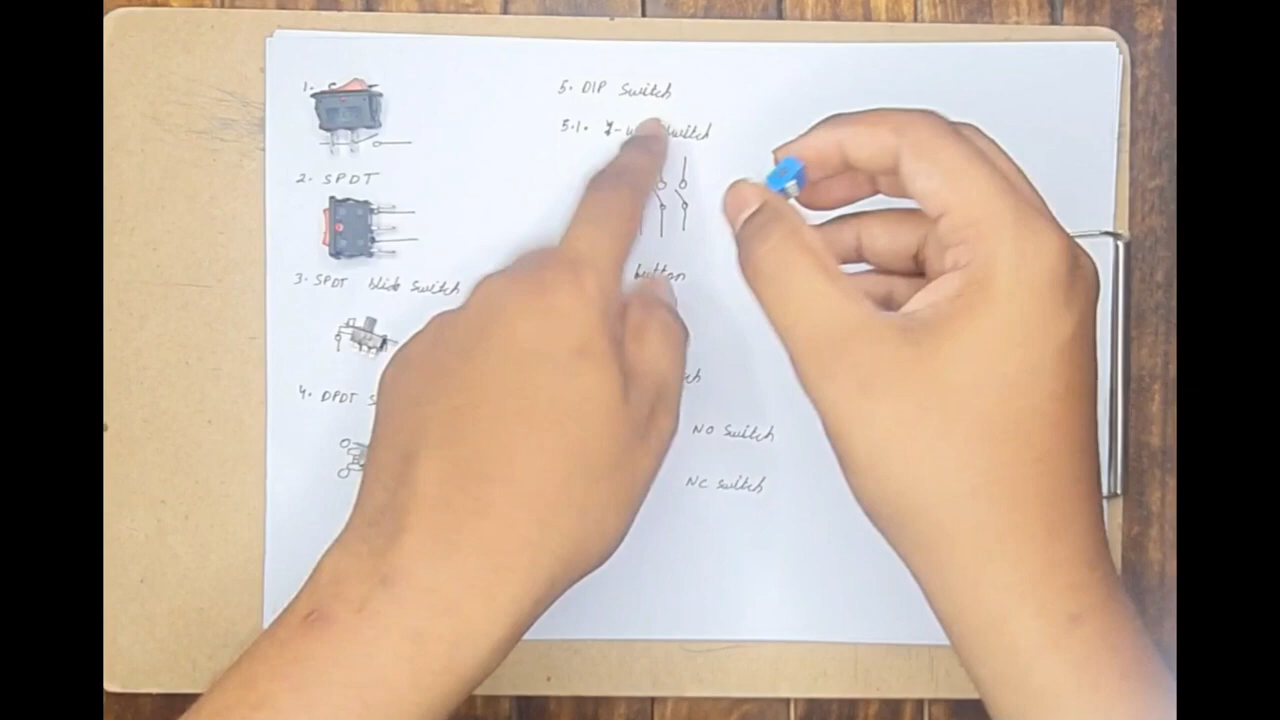 1.
2. SPDT
3. SPDT Slide Switch
4. DPDT
5. DIP Switch
5.1. Switch
button
NO Switch
NC Switch